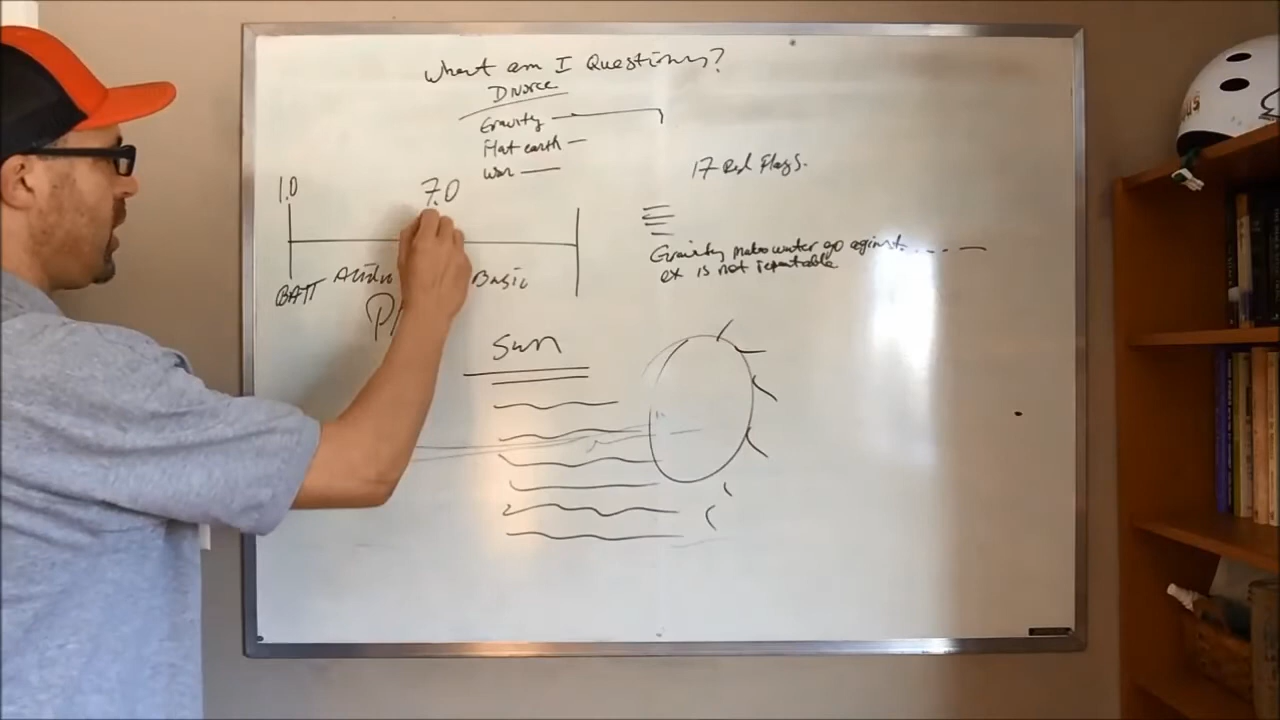 What am I Questioning?
Divorce
Gravity
Flat earth
War
17 Red Flags.
1.0
7.0
Gravity makes water go against
ex is not repeatable
BATT
Basic
Sun